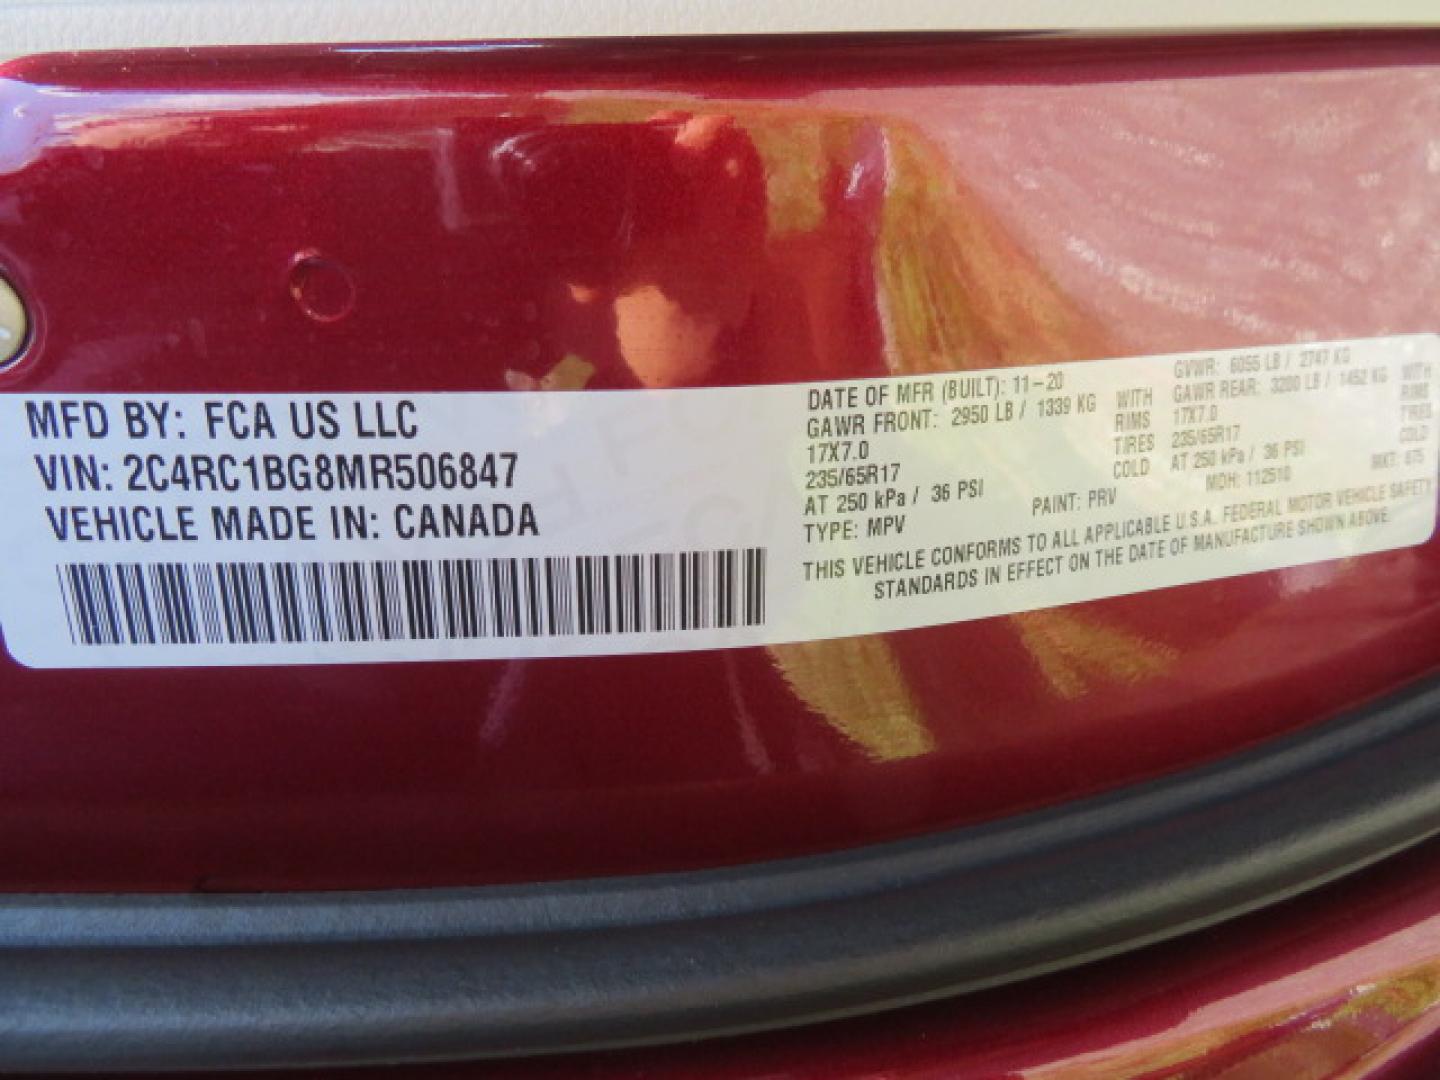 MFD BY: FCA US LLC
VIN: 2C4RC1BG8MR506847
VEHICLE MADE IN: CANADA
DATE OF MFR (BUILT): 11-20
GAWR FRONT: 2950 LB / 1339 KG WITH
17X7.0 RIMS
235/65R17 TIRES
AT 250 kPa / 36 PSI COLD
TYPE: MPV PAINT: PRV
GVWR: 6055 LB / 2747 KG
GAWR REAR: 3200 LB / 1452 KG WITH
17X7.0 RIMS
235/65R17 TIRES
AT 250 kPa / 36 PSI COLD
MDH: 112510 MKT: 675
THIS VEHICLE CONFORMS TO ALL APPLICABLE U.S.A. FEDERAL MOTOR VEHICLE SAFETY
STANDARDS IN EFFECT ON THE DATE OF MANUFACTURE SHOWN ABOVE.